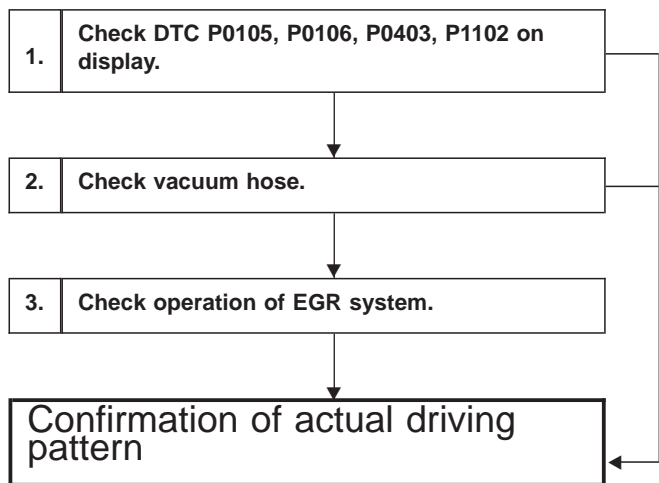 1.
Check DTC P0105, P0106, P0403, P1102 on
display.
2.
Check vacuum hose.
3.
Check operation of EGR system.
Confirmation of actual driving
pattern